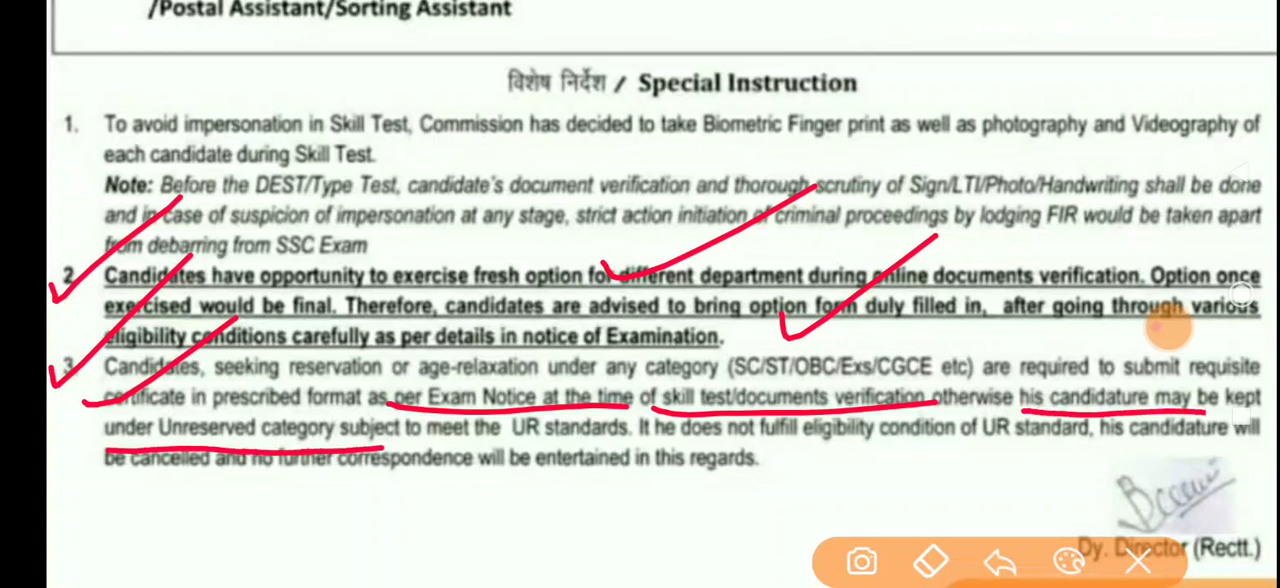 /Postal Assistant/Sorting Assistant
विशेष निर्देश / Special Instruction
1. To avoid impersonation in Skill Test, Commission has decided to take Biometric Finger print as well as photography and Videography of
each candidate during Skill Test.
Note: Before the DEST/Type Test, candidate's document verification and thorough scrutiny of Sign/LTI/Photo/Handwriting shall be done
and in case of suspicion of impersonation at any stage, strict action initiation of criminal proceedings by lodging FIR would be taken apart
from debarring from SSC Exam
2. Candidates have opportunity to exercise fresh option for different department during online documents verification. Option once
exercised would be final. Therefore, candidates are advised to bring option form duly filled in, after going through various
eligibility conditions carefully as per details in notice of Examination.
3. Candidates, seeking reservation or age-relaxation under any category (SC/ST/OBC/Exs/CGCE etc) are required to submit requisite
certificate in prescribed format as per Exam Notice at the time of skill test/documents verification otherwise his candidature may be kept
under Unreserved category subject to meet the UR standards. It he does not fulfill eligibility condition of UR standard, his candidature will
be cancelled and no further correspondence will be entertained in this regards.
Dy. Director (Rectt.)